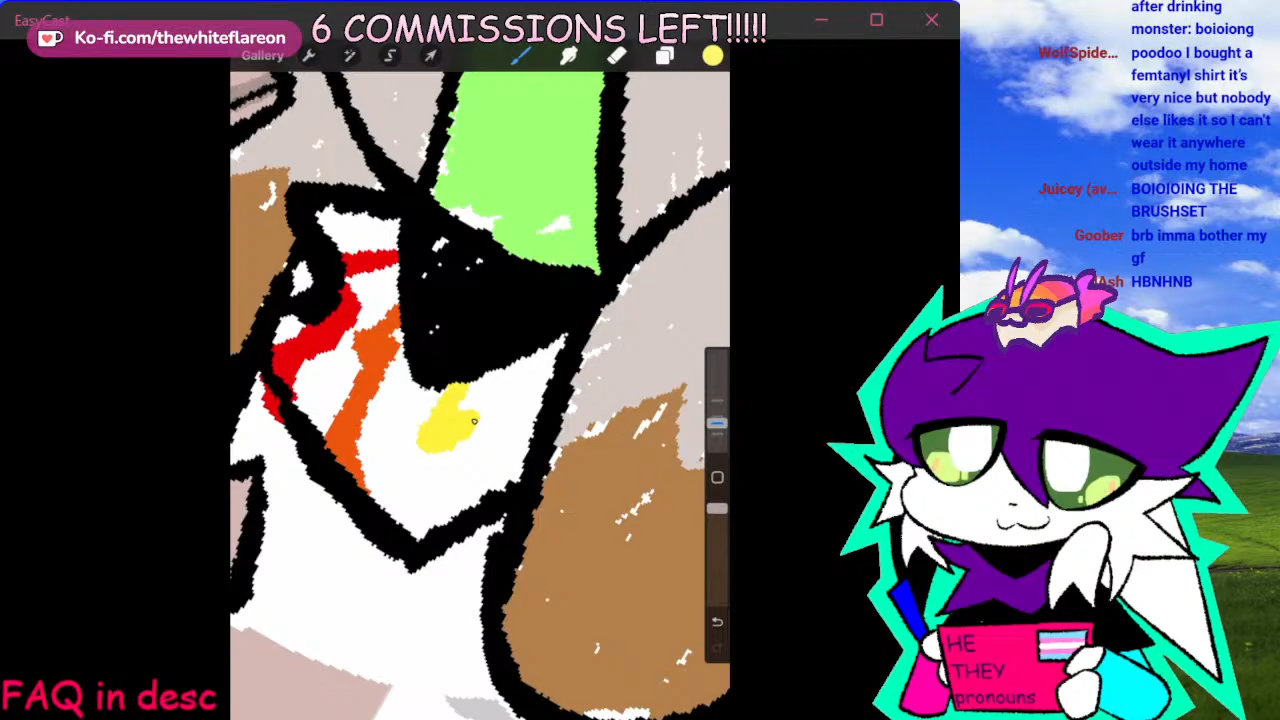 EasyCast
Ko-fi.com/thewhiteflareon
6 COMMISSIONS LEFT!!!!!
Gallery
after drinking
monster: boioiong
WolfSpide… poodoo I bought a
femtanyl shirt it's
very nice but nobody
else likes it so I can't
wear it anywhere
outside my home
Juicey (av… BOIOIOING THE
BRUSHSET
Goober brb imma bother my
gf
Ash HBNHNB
HE
THEY
pronouns
FAQ in desc